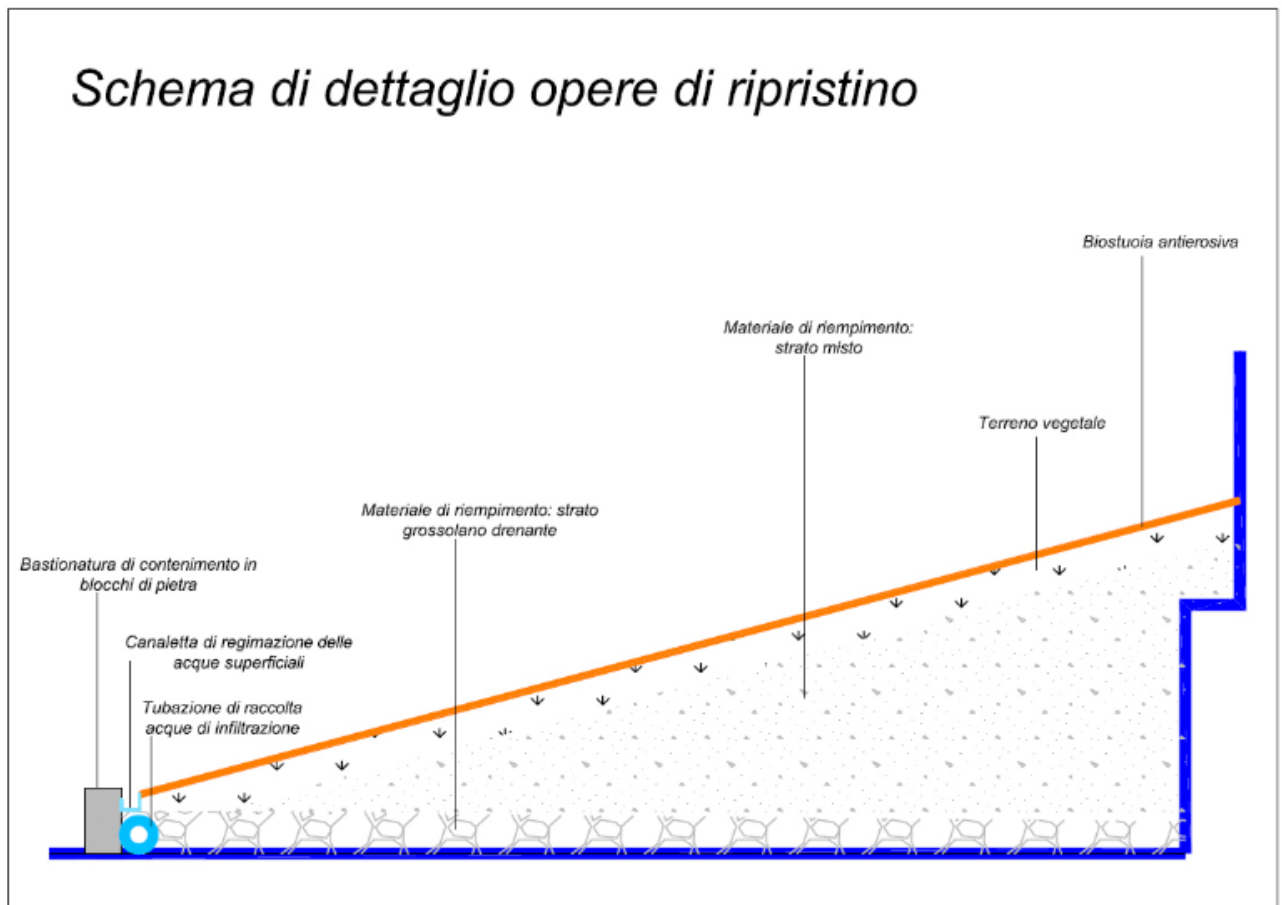 Schema di dettaglio opere di ripristino
Biostuoia antierosiva
Materiale di riempimento:
strato misto
Terreno vegetale
Materiale di riempimento: strato
grossolano drenante
Bastionatura di contenimento in
blocchi di pietra
Canaletta di regimazione delle
acque superficiali
Tubazione di raccolta
acque di infiltrazione